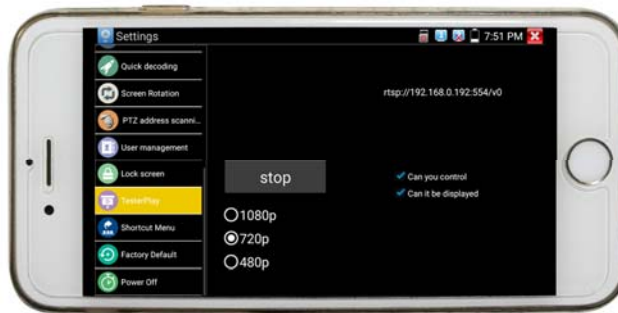 Settings
7:51 PM
Quick decoding
Screen Rotation
PTZ address scanni...
User management
Lock screen
TesterPlay
Shortcut Menu
Factory Default
Power Off
rtsp://192.168.0.192:554/v0
stop
Can you control
Can it be displayed
1080p
720p
480p